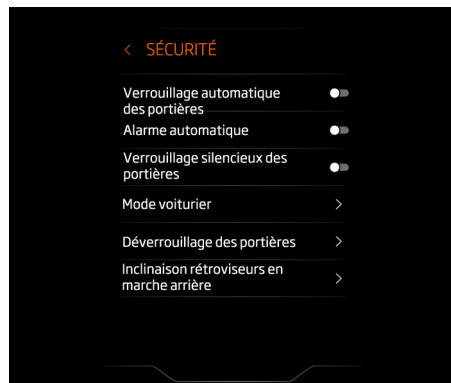 SÉCURITÉ
Verrouillage automatique
des portières
Alarme automatique
Verrouillage silencieux des
portières
Mode voiturier
Déverrouillage des portières
Inclinaison rétroviseurs en
marche arrière